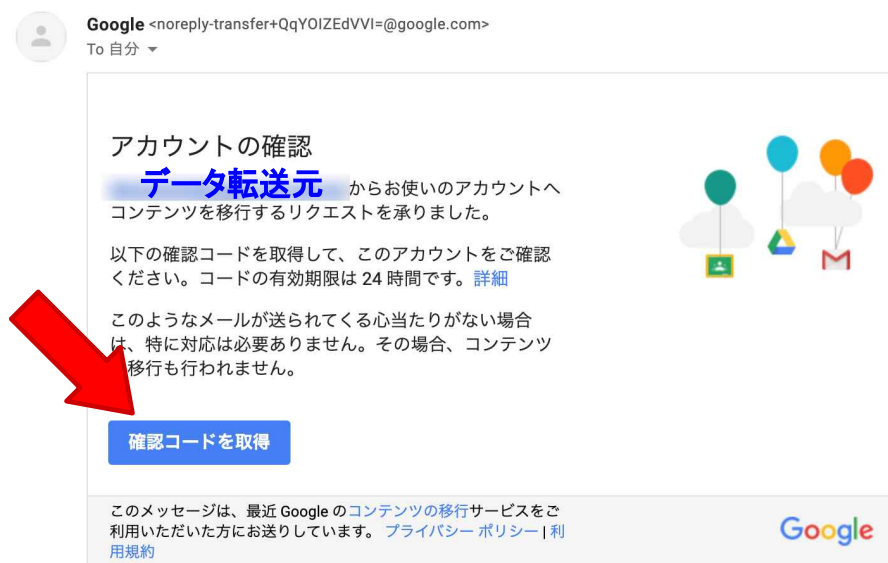 Google <noreply-transfer+QqYOIZEdVVI=@google.com>
To 自分
アカウントの確認
データ転送元 からお使いのアカウントへ
コンテンツを移行するリクエストを承りました。
以下の確認コードを取得して、このアカウントをご確認
ください。コードの有効期限は 24 時間です。詳細
このようなメールが送られてくる心当たりがない場合
は、特に対応は必要ありません。その場合、コンテンツ
移行も行われません。
確認コードを取得
このメッセージは、最近 Google のコンテンツの移行サービスをご
利用いただいた方にお送りしています。 プライバシー ポリシー | 利
用規約
Google